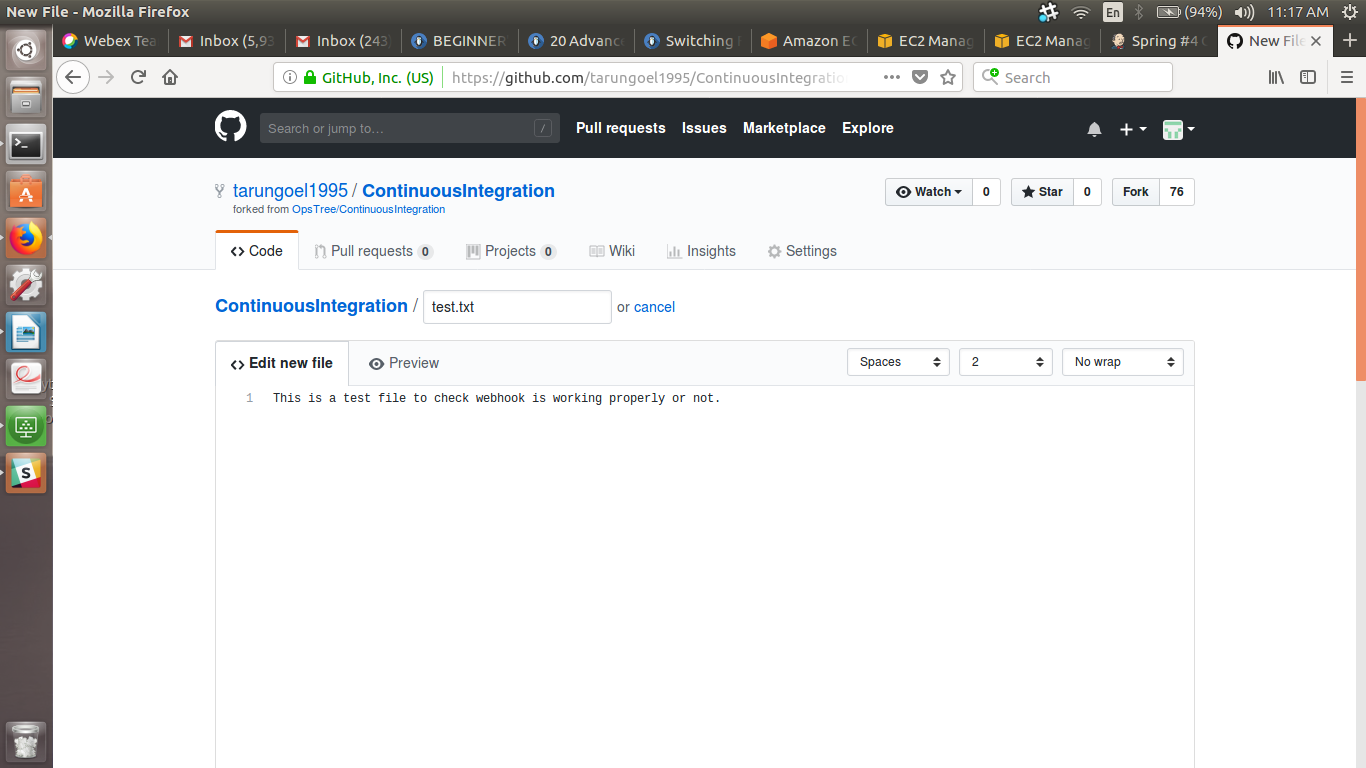 New File - Mozilla Firefox
En
(94%)
11:17 AM
Webex Tea
Inbox (5,93
Inbox (243)
BEGINNER
20 Advanc
Switching
Amazon EC
EC2 Manag
EC2 Manag
Spring #4
New File
GitHub, Inc. (US)
https://github.com/tarungoel1995/ContinuousIntegratio
Search
Search or jump to…
/
Pull requests
Issues
Marketplace
Explore
tarungoel1995 / ContinuousIntegration
Watch 0
Star 0
Fork 76
forked from OpsTree/ContinuousIntegration
Code
Pull requests 0
Projects 0
Wiki
Insights
Settings
ContinuousIntegration / test.txt or cancel
Edit new file
Preview
Spaces
2
No wrap
1 This is a test file to check webhook is working properly or not.